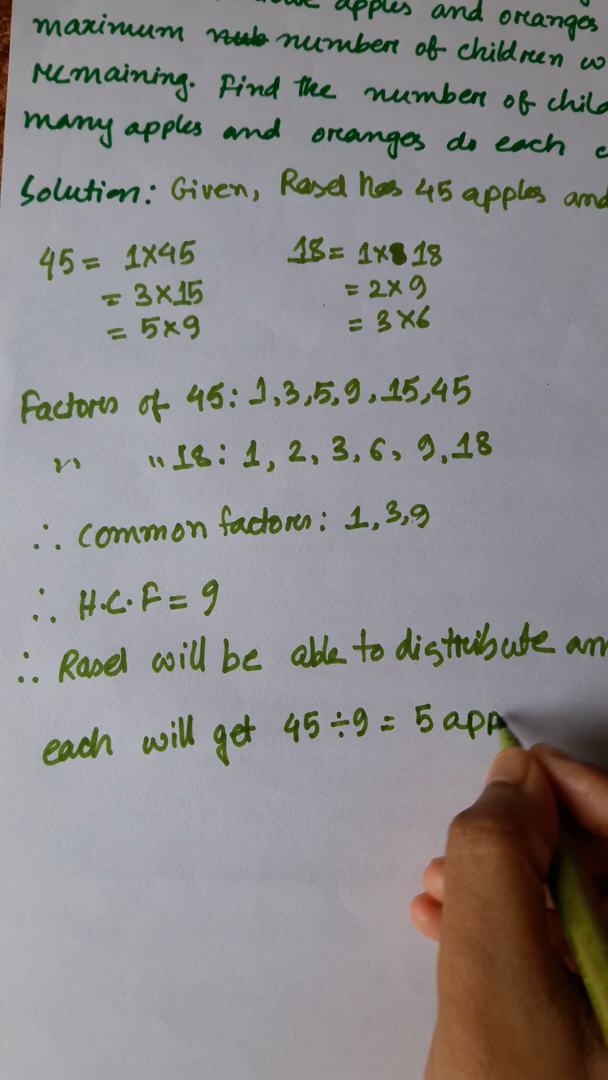 apples and oranges
maximum number of children
remaining. Find the number of
many apples and oranges do each
Solution: Given, Rasel has 45 apples and
45 = 1×45 18 = 1×18
= 3×15 = 2×9
= 5×9 = 3×6
Factors of 45: 1,3,5,9,15,45
" " 18: 1, 2, 3, 6, 9, 18
∴ Common factors: 1,3,9
∴ H.C.F = 9
∴ Rasel will be able to distribute
each will get 45÷9 = 5 app